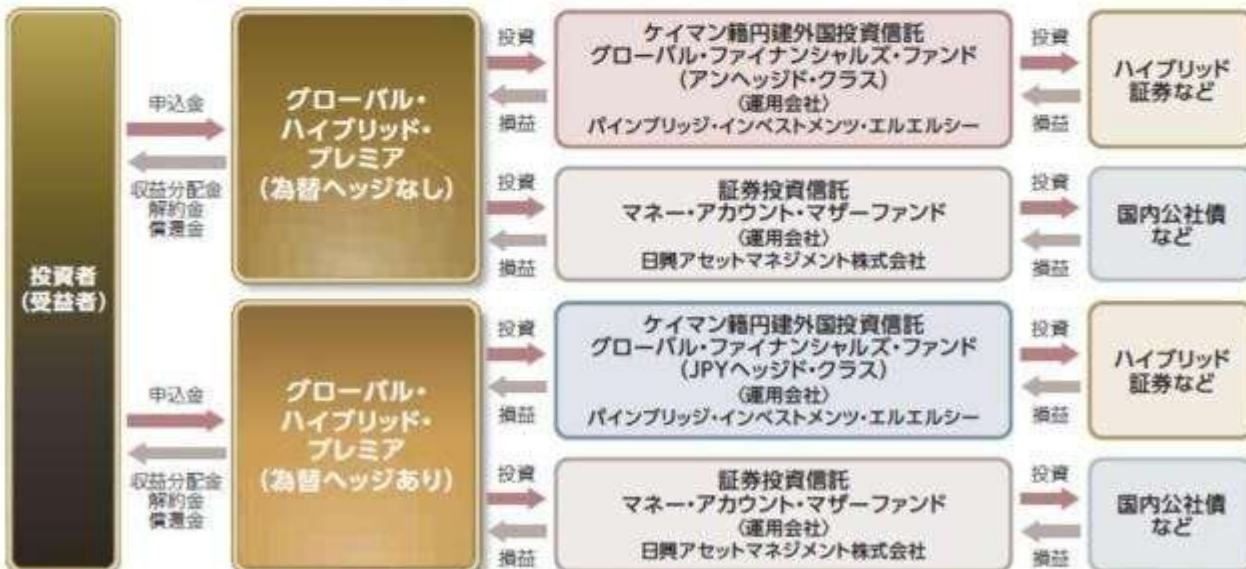 投資者
(受益者)
申込金
収益分配金
解約金
償還金
グローバル・
ハイブリッド・
プレミア
(為替ヘッジなし)
投資
損益
ケイマン籍円建外国投資信託
グローバル・ファイナンシャルズ・ファンド
(アンヘッジド・クラス)
〈運用会社〉
パインブリッジ・インベストメンツ・エルエルシー
投資
損益
ハイブリッド
証券など
投資
損益
証券投資信託
マネー・アカウント・マザーファンド
〈運用会社〉
日興アセットマネジメント株式会社
投資
損益
国内公社債
など
申込金
収益分配金
解約金
償還金
グローバル・
ハイブリッド・
プレミア
(為替ヘッジあり)
投資
損益
ケイマン籍円建外国投資信託
グローバル・ファイナンシャルズ・ファンド
(JPYヘッジド・クラス)
〈運用会社〉
パインブリッジ・インベストメンツ・エルエルシー
投資
損益
ハイブリッド
証券など
投資
損益
証券投資信託
マネー・アカウント・マザーファンド
〈運用会社〉
日興アセットマネジメント株式会社
投資
損益
国内公社債
など